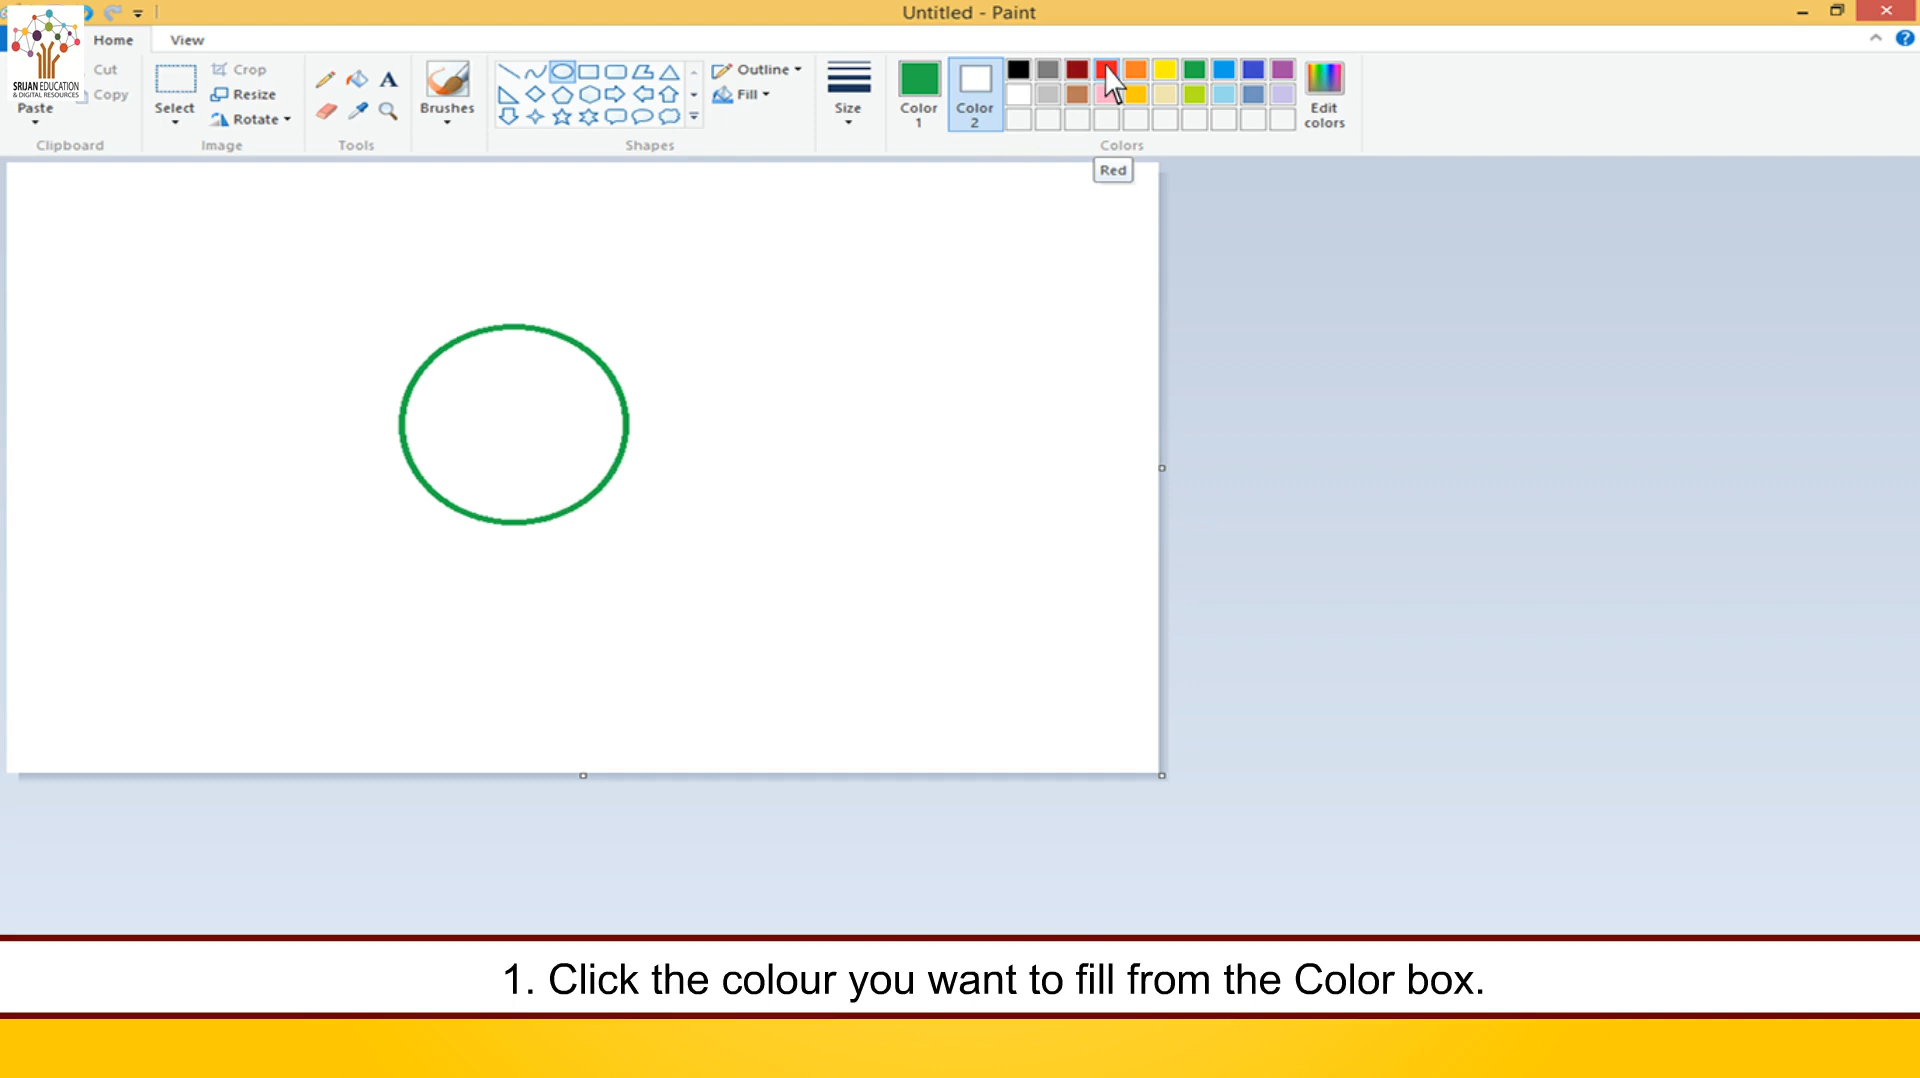 Untitled - Paint
Home View
SRIJAN EDUCATION
& DIGITAL RESOURCES
Cut
Copy
Paste
Clipboard
Select
Crop
Resize
Rotate
Image
A
Tools
Brushes
Outline
Fill
Shapes
Size
Color
1
Color
2
Edit
colors
Colors
Red
1. Click the colour you want to fill from the Color box.